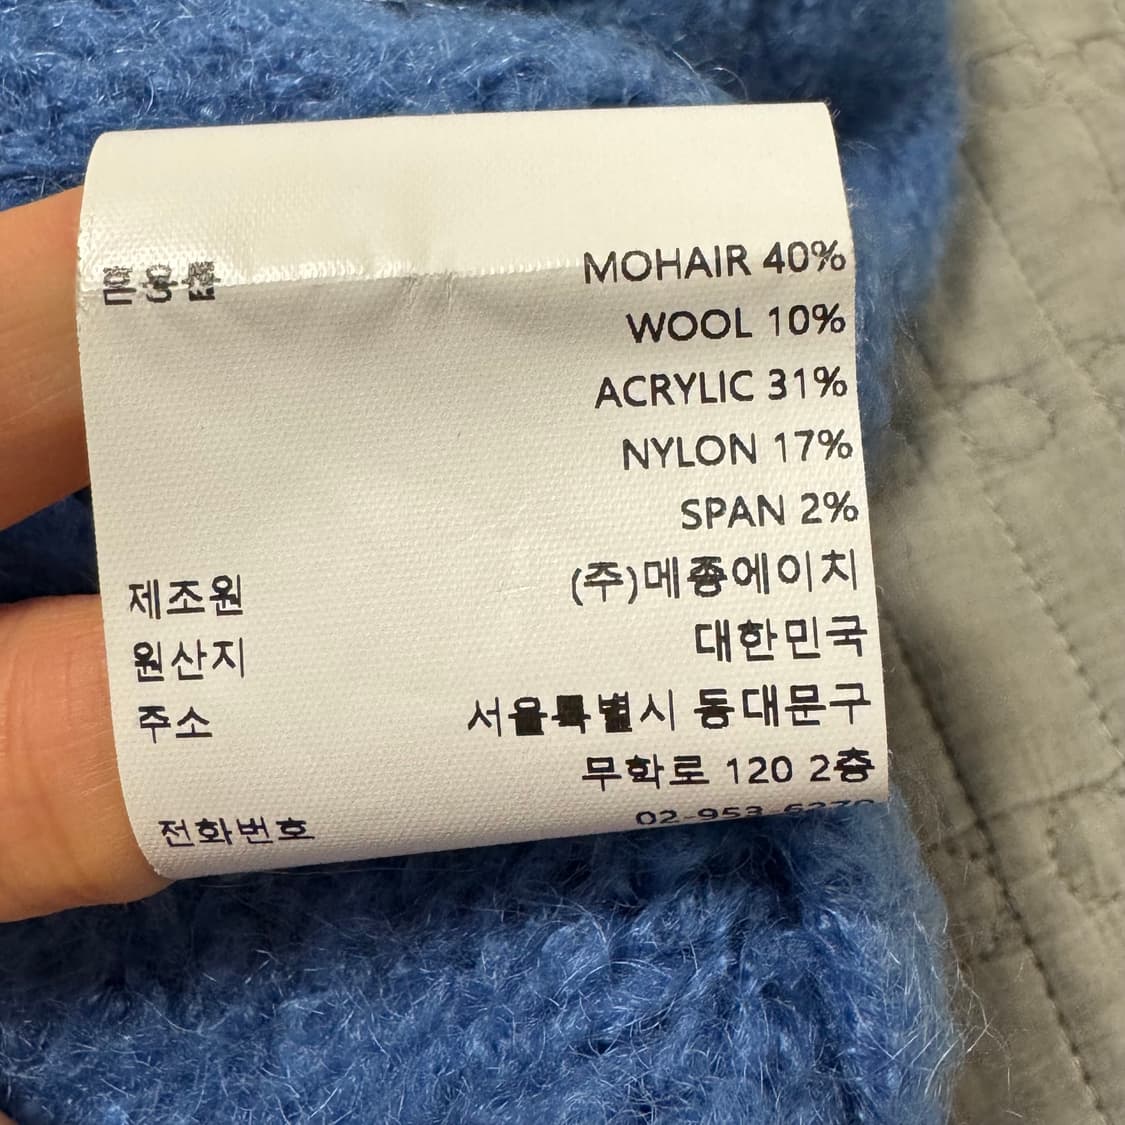 혼용률 MOHAIR 40%
WOOL 10%
ACRYLIC 31%
NYLON 17%
SPAN 2%
제조원 (주)메종에이치
원산지 대한민국
주소 서울특별시 동대문구
무화로 120 2층
전화번호